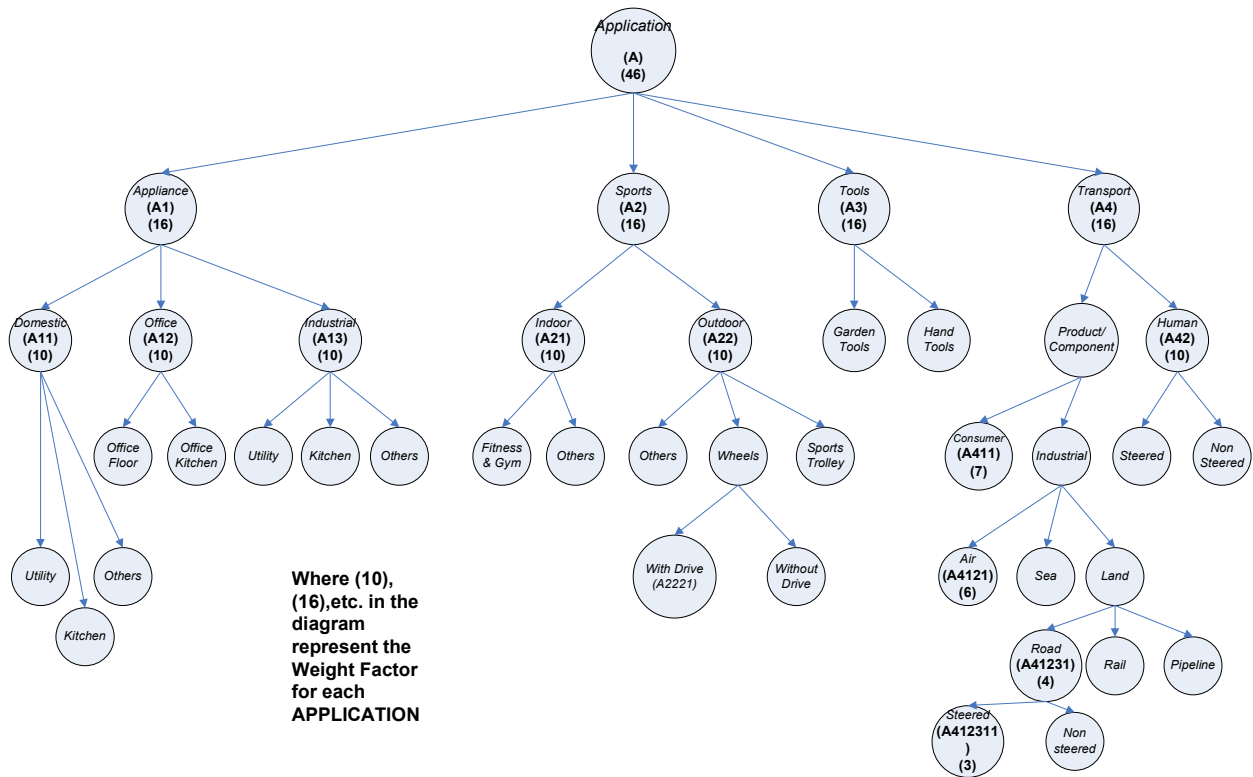 Application
(A)
(46)
Appliance
(A1)
(16)
Sports
(A2)
(16)
Tools
(A3)
(16)
Transport
(A4)
(16)
Domestic
(A11)
(10)
Office
(A12)
(10)
Industrial
(A13)
(10)
Indoor
(A21)
(10)
Outdoor
(A22)
(10)
Garden
Tools
Hand
Tools
Product/
Component
Human
(A42)
(10)
Office
Floor
Office
Kitchen
Utility
Kitchen
Others
Fitness
& Gym
Others
Others
Wheels
Sports
Trolley
Consumer
(A411)
(7)
Industrial
Steered
Non
Steered
Utility
Others
Kitchen
With Drive
(A2221)
Without
Drive
Air
(A4121)
(6)
Sea
Land
Where (10),
(16),etc. in the
diagram
represent the
Weight Factor
for each
APPLICATION
Road
(A41231)
(4)
Rail
Pipeline
Steered
(A412311
)
(3)
Non
steered